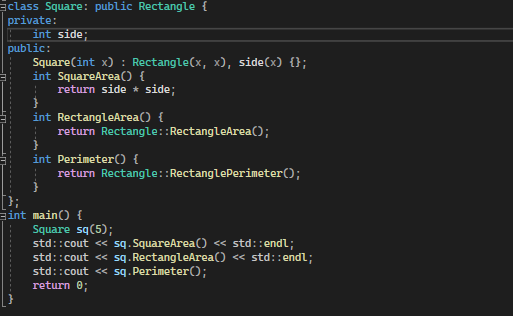 class Square: public Rectangle {
private:
    int side;
public:
    Square(int x) : Rectangle(x, x), side(x) {};
    int SquareArea() {
        return side * side;
    }
    int RectangleArea() {
        return Rectangle::RectangleArea();
    }
    int Perimeter() {
        return Rectangle::RectanglePerimeter();
    }
};
int main() {
    Square sq(5);
    std::cout << sq.SquareArea() << std::endl;
    std::cout << sq.RectangleArea() << std::endl;
    std::cout << sq.Perimeter();
    return 0;
}